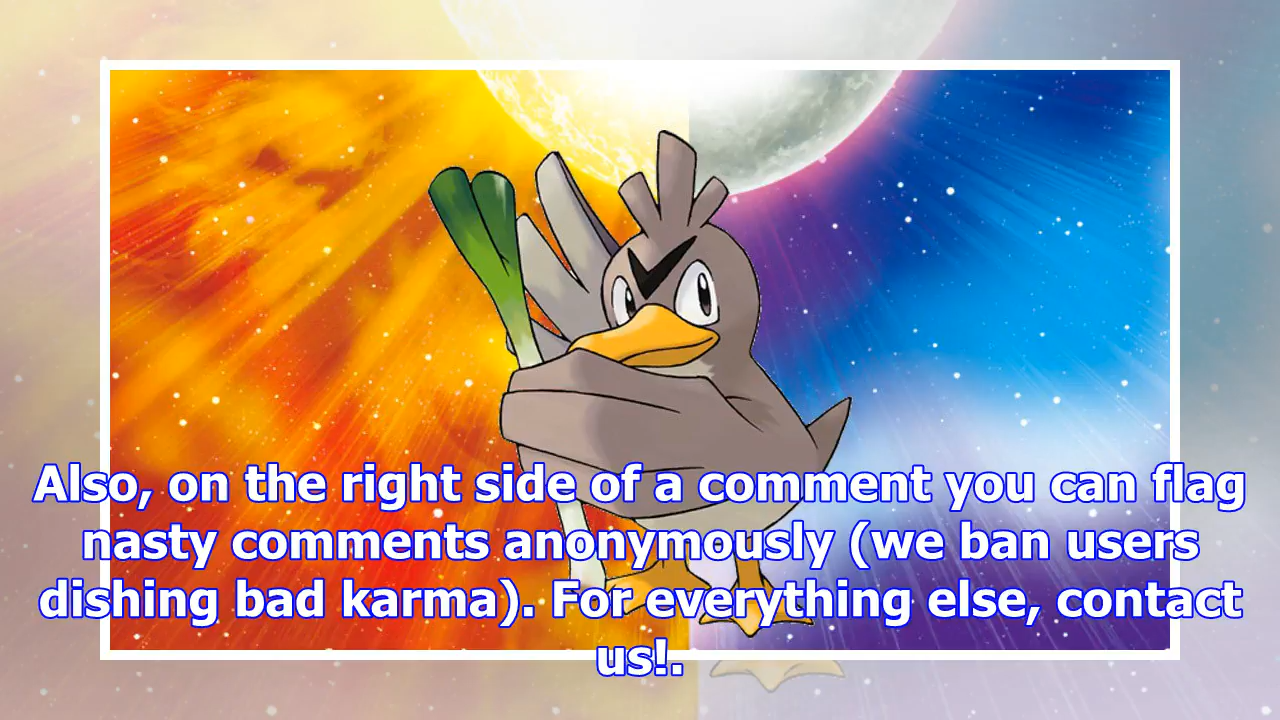 Also, on the right side of a comment you can flag
nasty comments anonymously (we ban users
dishing bad karma). For everything else, contact
us!.